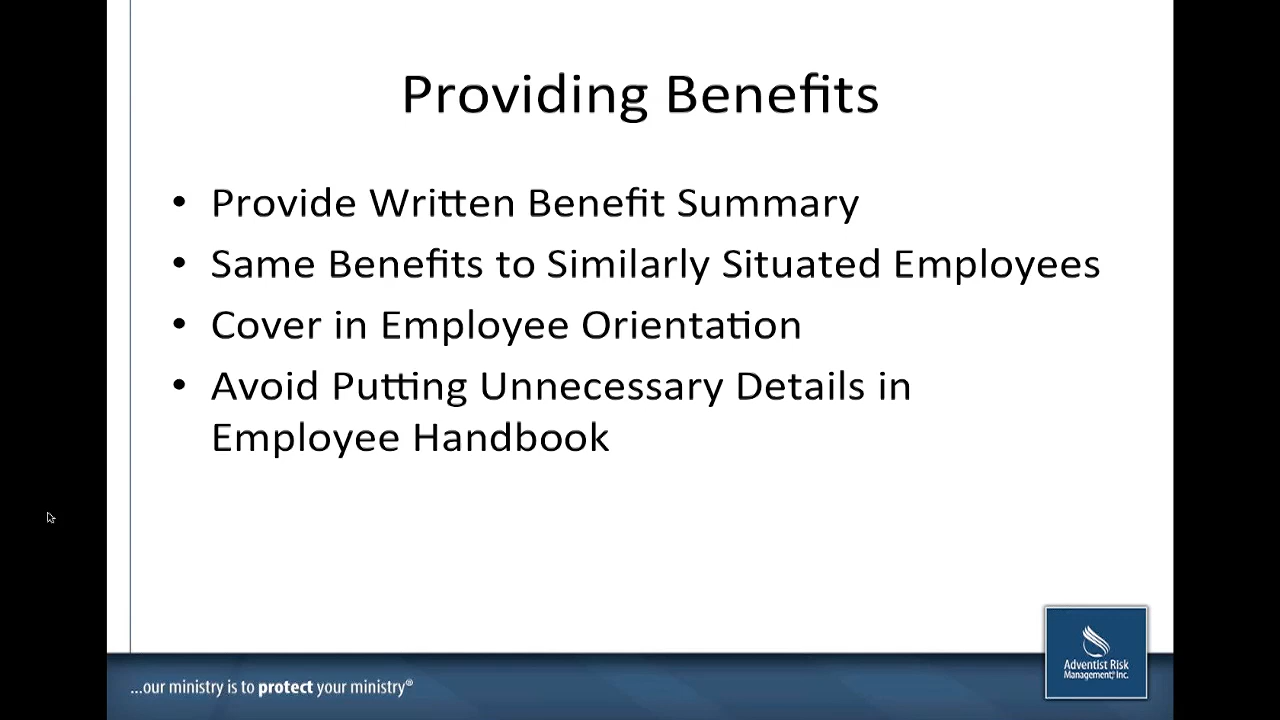 Providing Benefits
• Provide Written Benefit Summary
• Same Benefits to Similarly Situated Employees
• Cover in Employee Orientation
• Avoid Putting Unnecessary Details in
Employee Handbook
...our ministry is to protect your ministry®
Adventist Risk
Management, Inc.